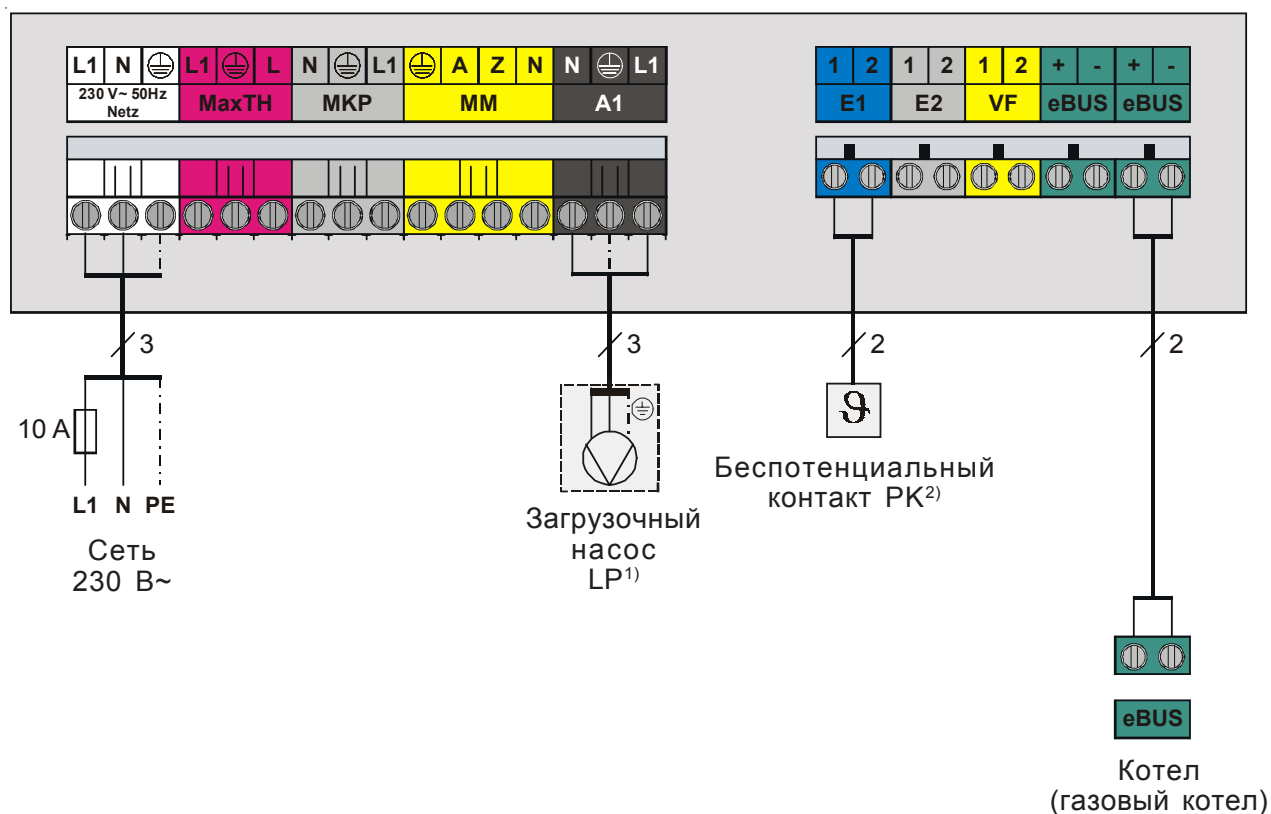 L1 N L1 L N L1 A Z N N L1
230 V~ 50Hz
Netz
MaxTH MKP MM A1
1 2 1 2 1 2 + - + -
E1 E2 VF eBUS eBUS
3 3 2 2
10 A
L1 N PE
Сеть
230 В~
Загрузочный
насос
LP1)
ϑ
Беспотенциальный
контакт PK2)
eBUS
Котел
(газовый котел)